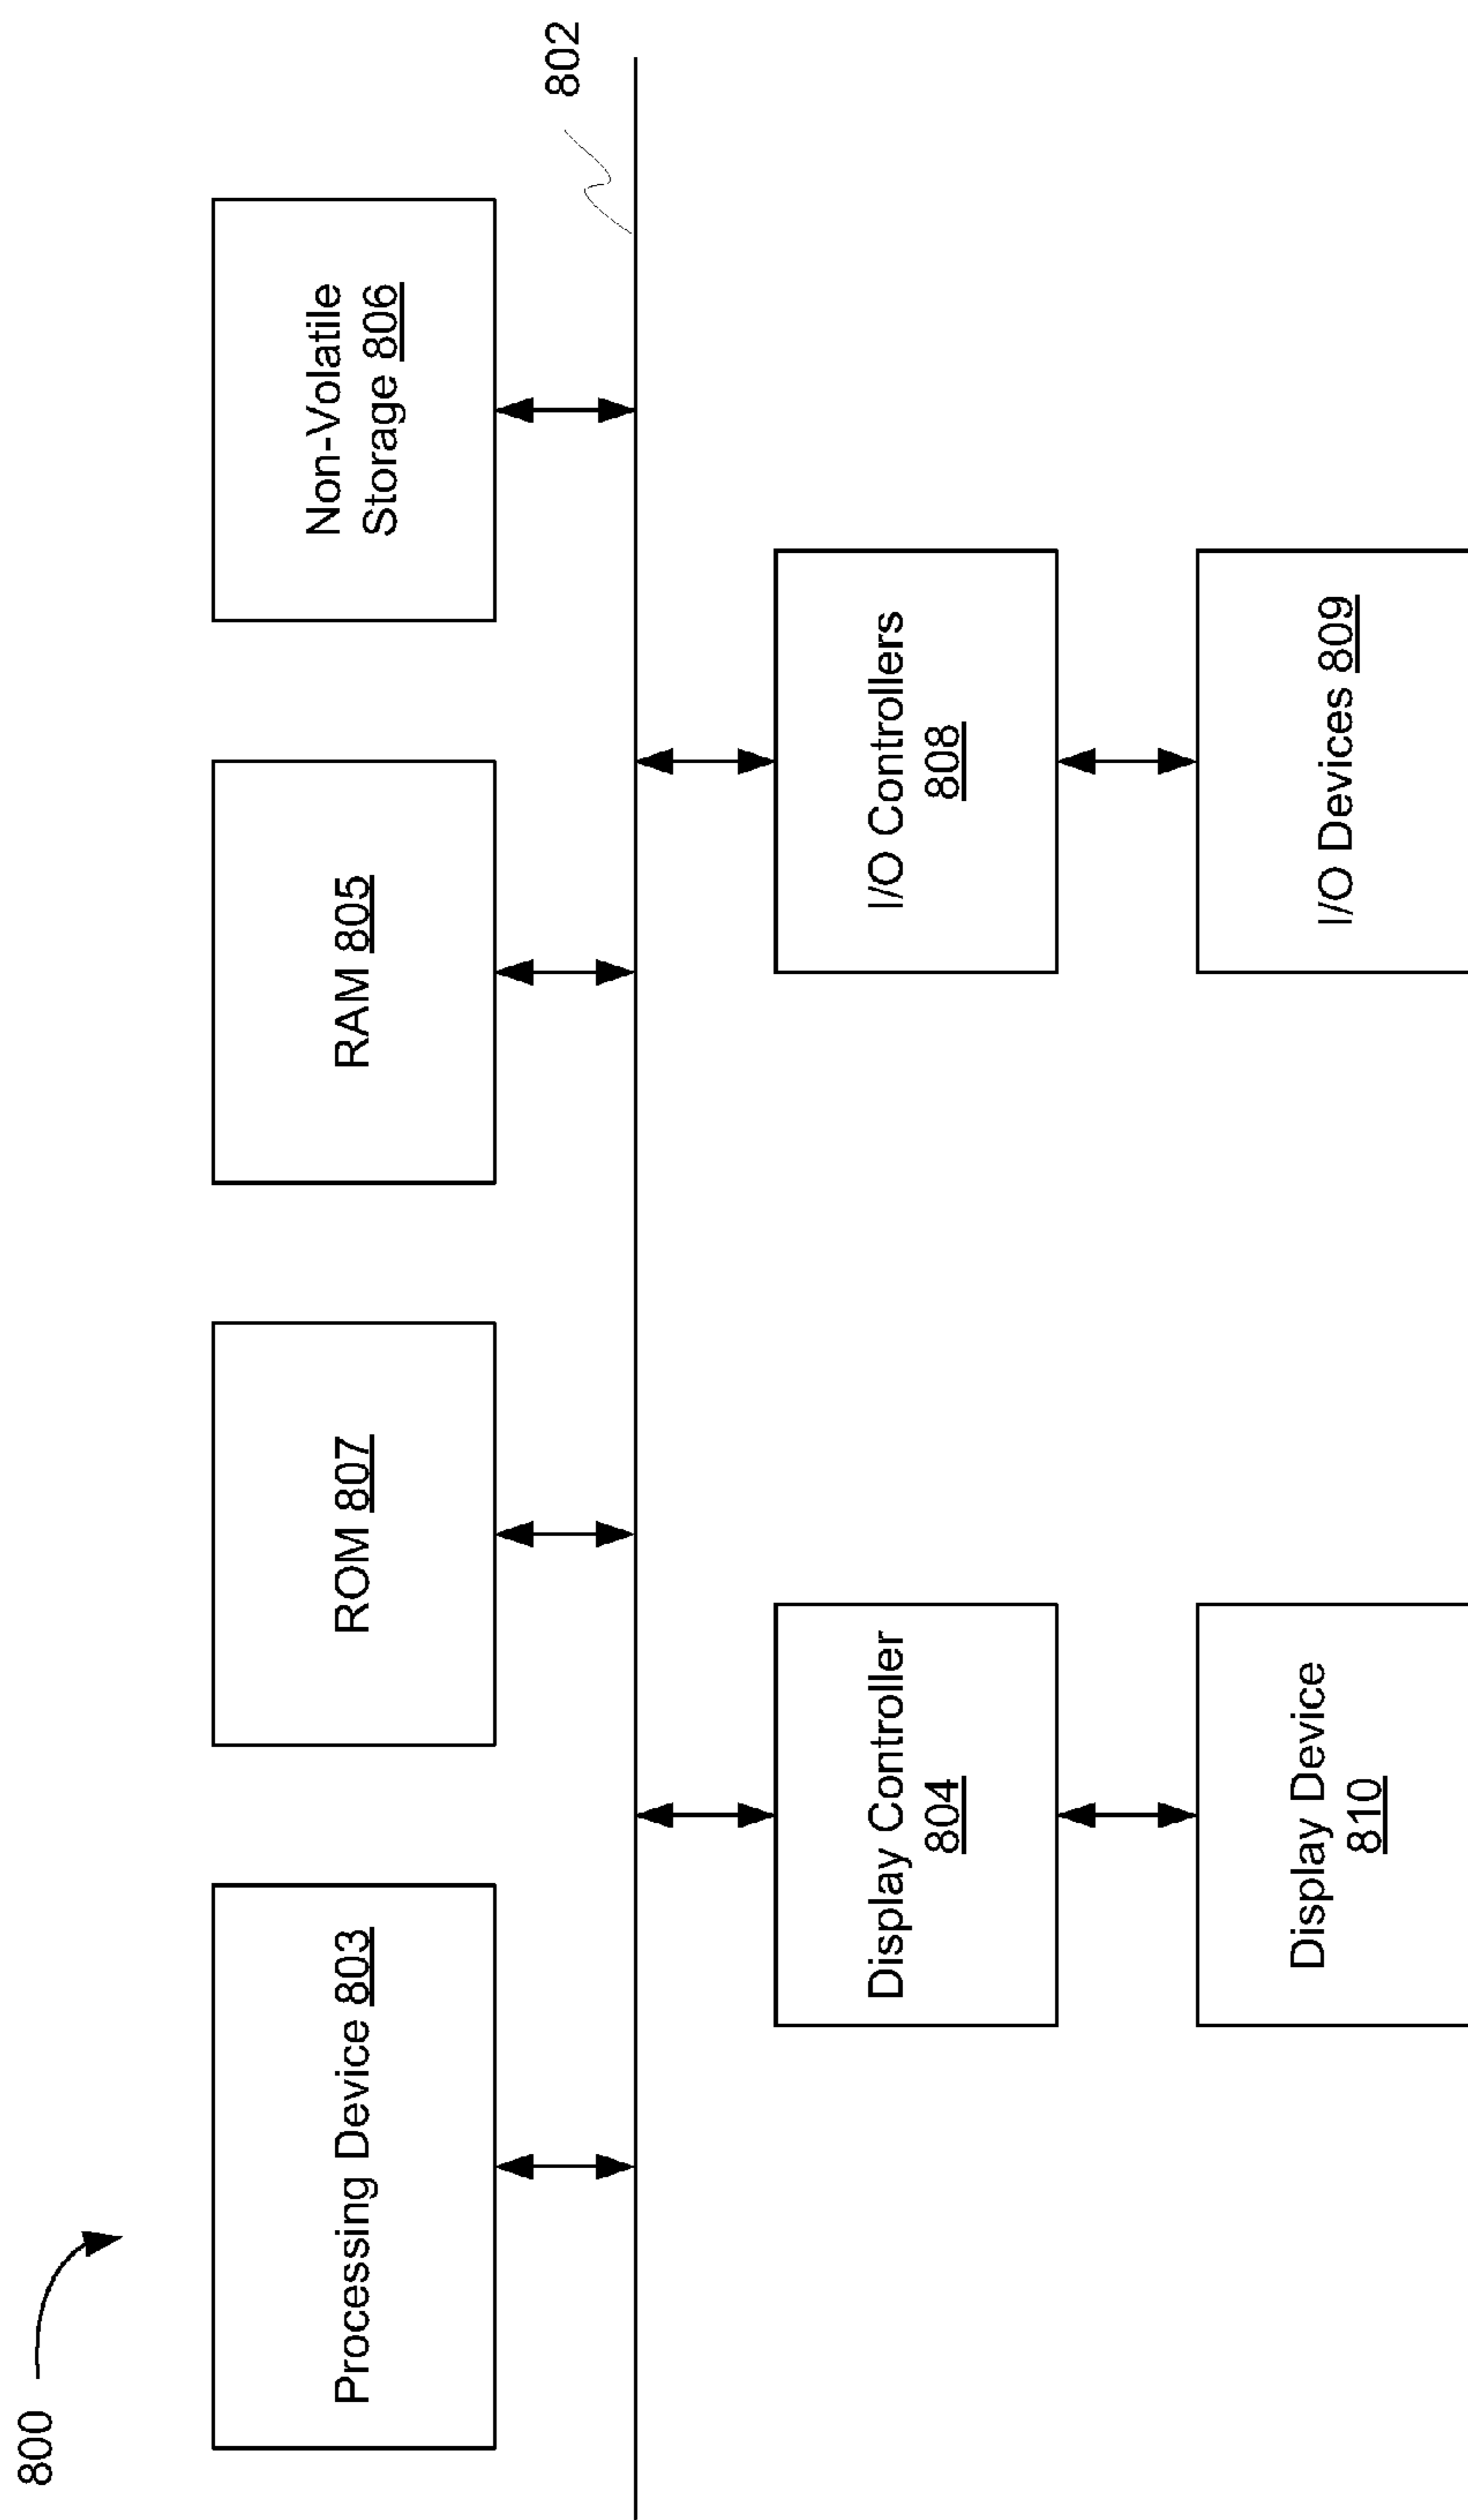 800
Processing Device 803
ROM 807
RAM 805
Non-Volatile
Storage 806
802
Display Controller
804
I/O Controllers
808
Display Device
810
I/O Devices 809